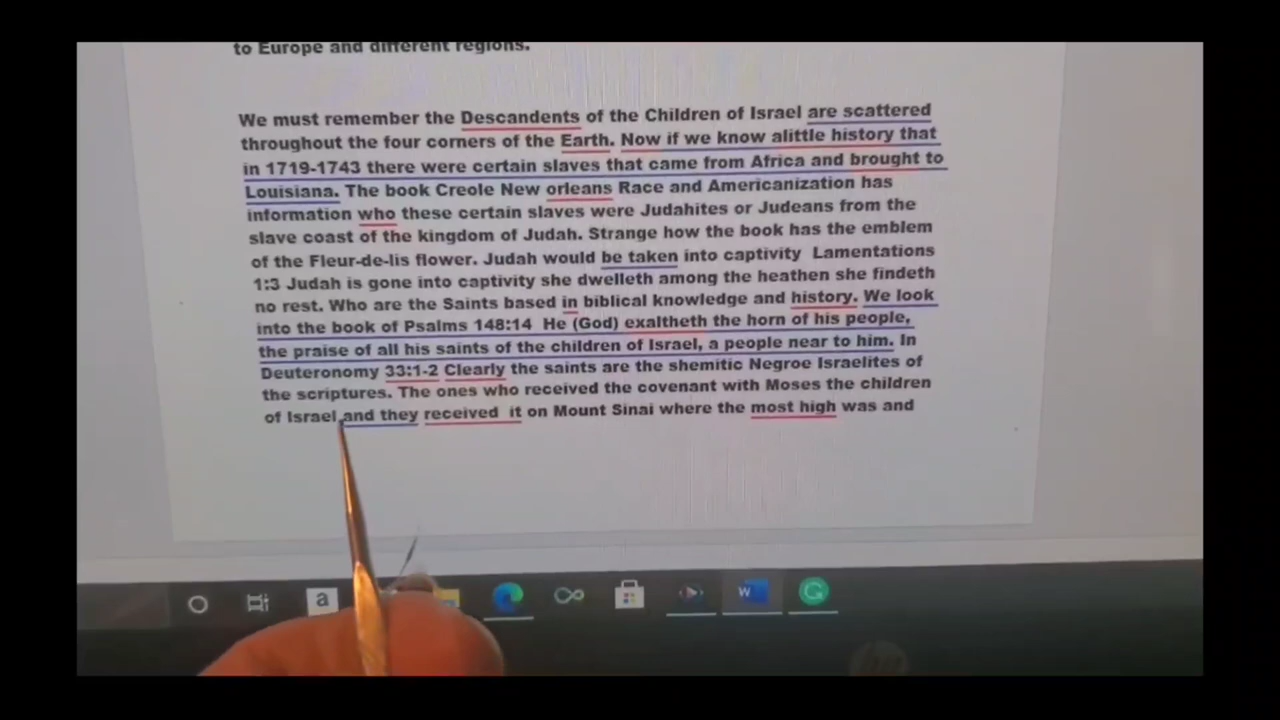 to Europe and different regions.
We must remember the Descandents of the Children of Israel are scattered
throughout the four corners of the Earth. Now if we know alittle history that
in 1719-1743 there were certain slaves that came from Africa and brought to
Louisiana. The book Creole New orleans Race and Americanization has
information who these certain slaves were Judahites or Judeans from the
slave coast of the kingdom of Judah. Strange how the book has the emblem
of the Fleur-de-lis flower. Judah would be taken into captivity Lamentations
1:3 Judah is gone into captivity she dwelleth among the heathen she findeth
no rest. Who are the Saints based in biblical knowledge and history. We look
into the book of Psalms 148:14 He (God) exaltheth the horn of his people,
the praise of all his saints of the children of Israel, a people near to him. In
Deuteronomy 33:1-2 Clearly the saints are the shemitic Negroe Israelites of
the scriptures. The ones who received the covenant with Moses the children
of Israel and they received it on Mount Sinai where the most high was and
a
W
G
hp